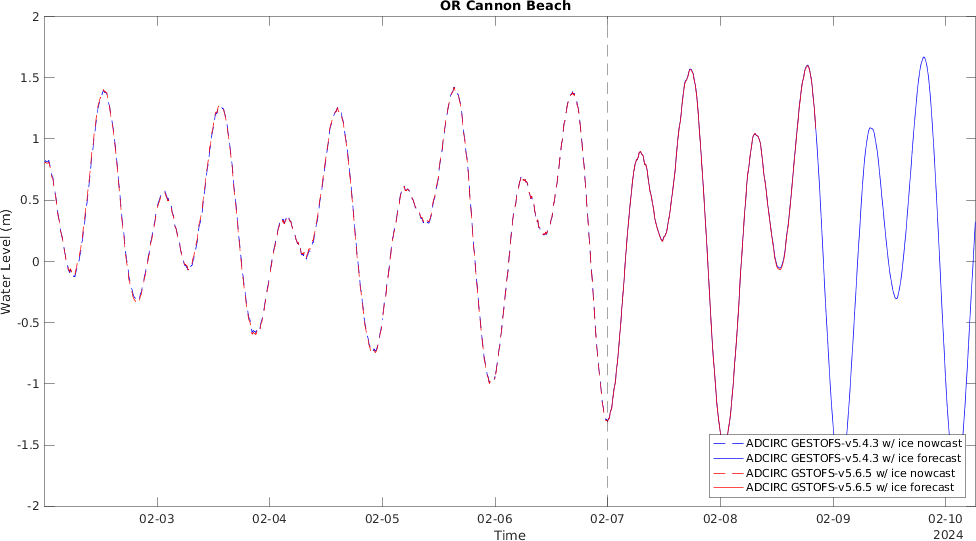 OR Cannon Beach
2
1.5
1
0.5
0
-0.5
-1
-1.5
-2
Water Level (m)
02-03
02-04
02-05
02-06
02-07
02-08
02-09
02-10
2024
Time
ADCIRC GESTOFS-v5.4.3 w/ ice nowcast
ADCIRC GESTOFS-v5.4.3 w/ ice forecast
ADCIRC GSTOFS-v5.6.5 w/ ice nowcast
ADCIRC GSTOFS-v5.6.5 w/ ice forecast